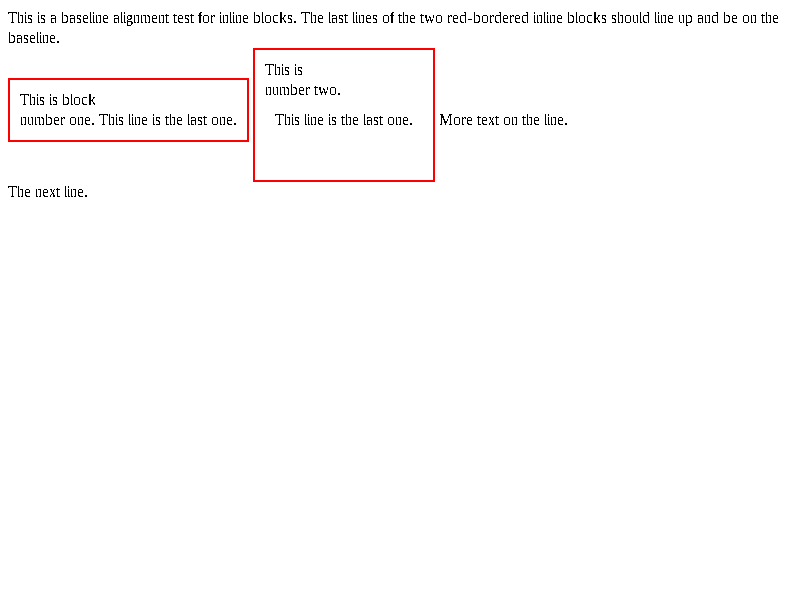 This is a baseline alignment test for inline blocks. The last lines of the two red-bordered inline blocks should line up and be on the
baseline.
This is block
number one. This line is the last one.
This is
number two.
This line is the last one.
More text on the line.
The next line.